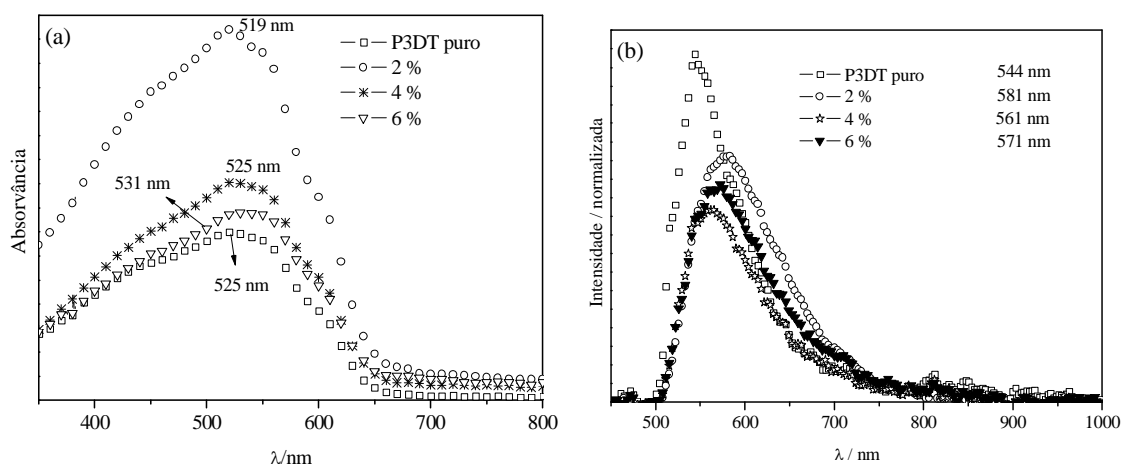 (a)
519 nm
P3DT puro
2 %
4 %
6 %
525 nm
531 nm
525 nm
Absorvância
400 500 600 700 800
λ/nm
(b)
P3DT puro 544 nm
2 % 581 nm
4 % 561 nm
6 % 571 nm
Intensidade / normalizada
500 600 700 800 900 1000
λ / nm